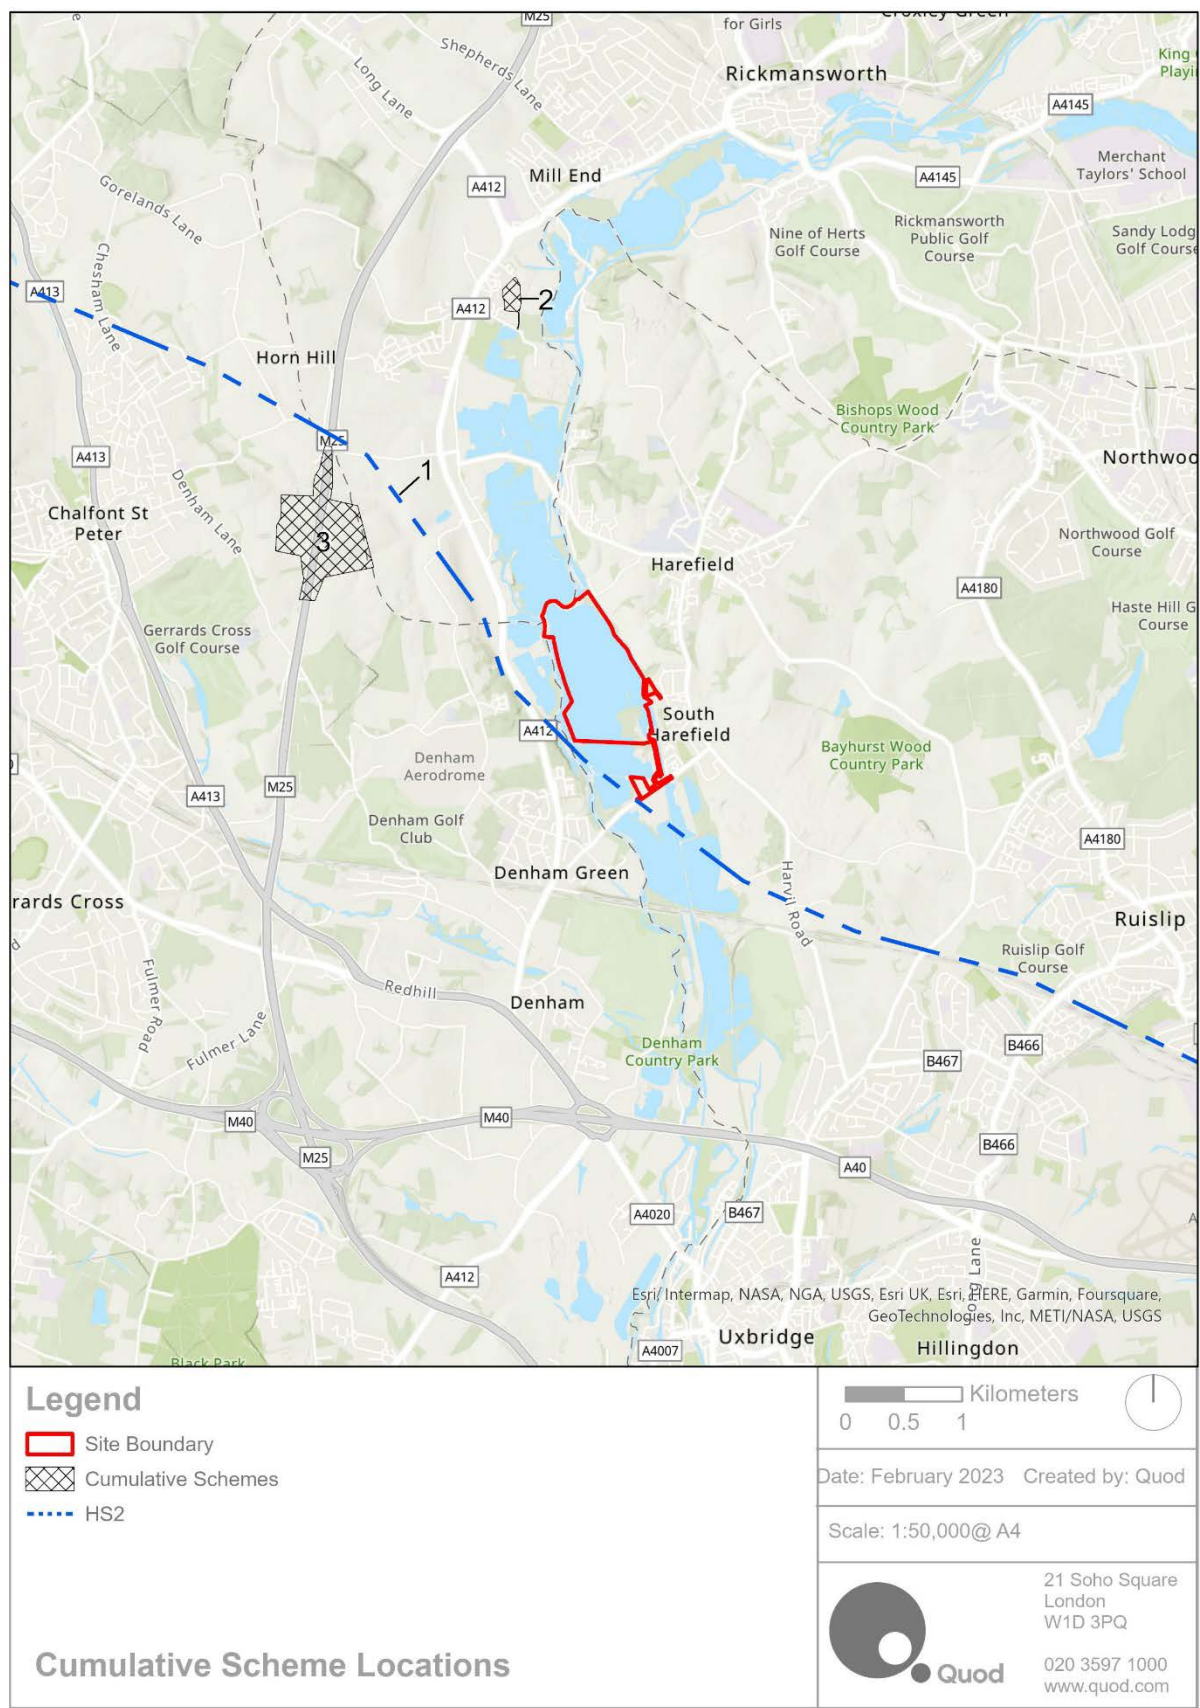 M25
for Girls
Croxley Green
Shepherds Lane
Long Lane
Rickmansworth
King
Playi
A4145
Merchant
Taylors' School
Mill End
A412
A4145
Gorelands Lane
Rickmansworth
Public Golf
Course
Nine of Herts
Golf Course
Sandy Lodg
Golf Course
Chesham Lane
A413
A412
2
Horn Hill
Bishops Wood
Country Park
M25
A413
1
Northwoo
Denham Lane
Chalfont St
Peter
3
Northwood Golf
Course
Harefield
A4180
Haste Hill G
Course
Gerrards Cross
Golf Course
South
Harefield
A412
Bayhurst Wood
Country Park
Denham
Aerodrome
M25
A413
Denham Golf
Club
A4180
Denham Green
Harvil Road
rrards Cross
Ruislip
Ruislip Golf
Course
Fulmer Road
Redhill
Denham
Fulmer Lane
Denham
Country Park
B466
B467
M40
M40
B466
M25
A40
A4020
B467
Long Lane
A412
Esri, Intermap, NASA, NGA, USGS, Esri UK, Esri, HERE, Garmin, Foursquare,
GeoTechnologies, Inc, METI/NASA, USGS
Uxbridge
A4007
Hillingdon
Black Park
Legend
Site Boundary
Cumulative Schemes
HS2
Cumulative Scheme Locations
Kilometers
0 0.5 1
Date: February 2023 Created by: Quod
Scale: 1:50,000@ A4
Quod
21 Soho Square
London
W1D 3PQ
020 3597 1000
www.quod.com